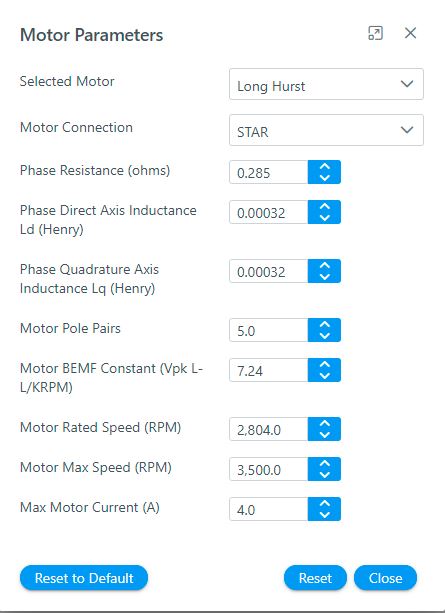 Motor Parameters
Selected Motor
Long Hurst
Motor Connection
STAR
Phase Resistance (ohms)
0.285
Phase Direct Axis Inductance
Ld (Henry)
0.00032
Phase Quadrature Axis
Inductance Lq (Henry)
0.00032
Motor Pole Pairs
5.0
Motor BEMF Constant (Vpk L-
L/KRPM)
7.24
Motor Rated Speed (RPM)
2,804.0
Motor Max Speed (RPM)
3,500.0
Max Motor Current (A)
4.0
Reset to Default
Reset
Close